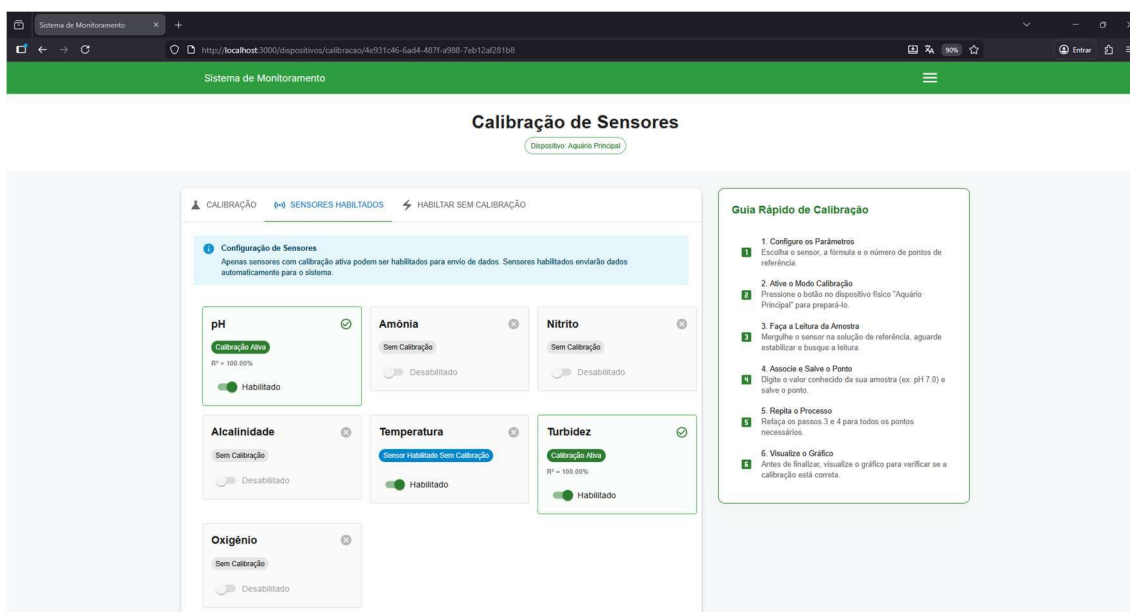 Sistema de Monitoramento
http://localhost:3000/dispositivos/calibracao/4e931c46-6ad4-487f-a988-7eb12af281b8
90%
Entrar
Sistema de Monitoramento
Calibração de Sensores
Dispositivo: Aquário Principal
CALIBRAÇÃO
SENSORES HABILTADOS
HABILTAR SEM CALIBRAÇÃO
Configuração de Sensores
Apenas sensores com calibração ativa podem ser habilitados para envio de dados. Sensores habilitados enviarão dados
automaticamente para o sistema.
pH
Calibração Ativa
R² = 100.00%
Habilitado
Amônia
Sem Calibração
Desabilitado
Nitrito
Sem Calibração
Desabilitado
Alcalinidade
Sem Calibração
Desabilitado
Temperatura
Sensor Habilitado Sem Calibração
Habilitado
Turbidez
Calibração Ativa
R² = 100.00%
Habilitado
Oxigênio
Sem Calibração
Desabilitado
Guia Rápido de Calibração
1
1. Configure os Parâmetros
Escolha o sensor, a fórmula e o número de pontos de
referência.
2
2. Ative o Modo Calibração
Pressione o botão no dispositivo físico "Aquário
Principal" para prepará-lo.
3
3. Faça a Leitura da Amostra
Mergulhe o sensor na solução de referência, aguarde
estabilizar e busque a leitura.
4
4. Associe e Salve o Ponto
Digite o valor conhecido da sua amostra (ex: pH 7.0) e
salve o ponto.
5
5. Repita o Processo
Refaça os passos 3 e 4 para todos os pontos
necessários.
6
6. Visualize o Gráfico
Antes de finalizar, visualize o gráfico para verificar se a
calibração está correta.